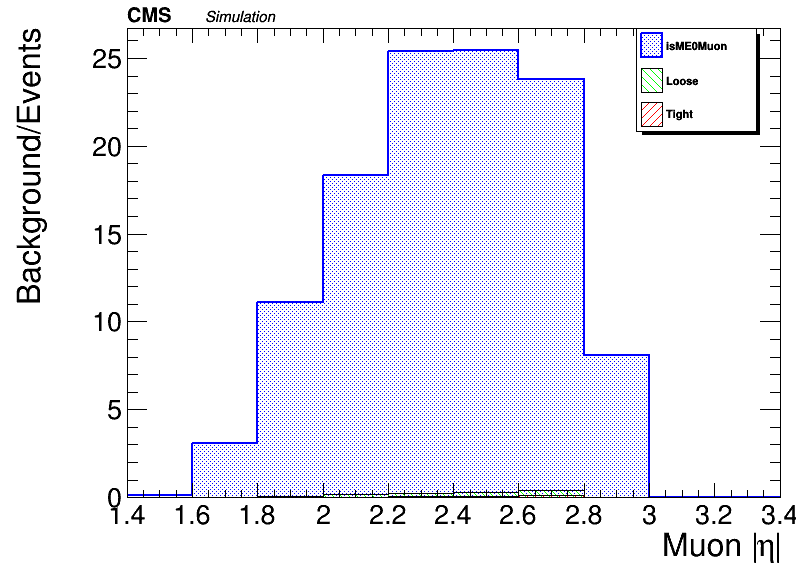 CMS Simulation
Background/Events
25
20
15
10
5
0
isME0Muon
Loose
Tight
1.4 1.6 1.8 2 2.2 2.4 2.6 2.8 3 3.2 3.4
Muon |η|